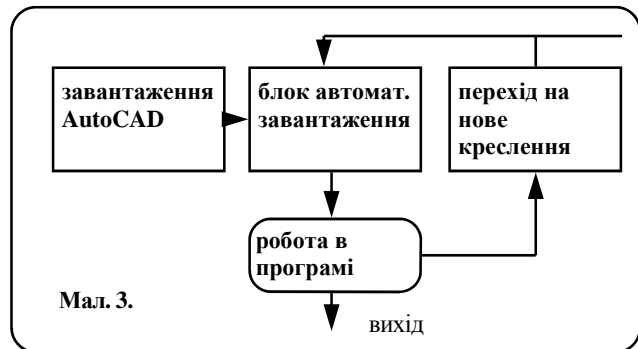 завантаження
AutoCAD
блок автомат.
завантаження
перехід на
нове
креслення
робота в
програмі
Мал. 3.
вихід